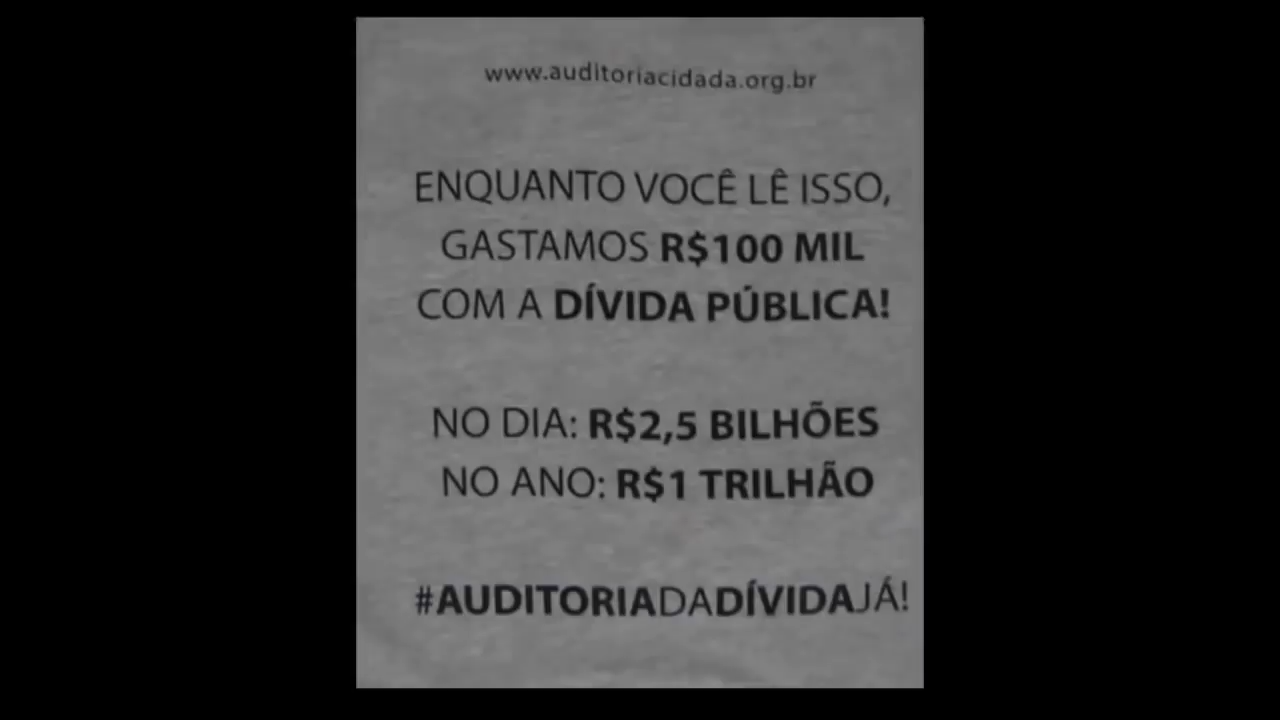 www.auditoriacidada.org.br
ENQUANTO VOCÊ LÊ ISSO,
GASTAMOS R$100 MIL
COM A DÍVIDA PÚBLICA!
NO DIA: R$2,5 BILHÕES
NO ANO: R$1 TRILHÃO
#AUDITORIADADÍVIDAJÁ!